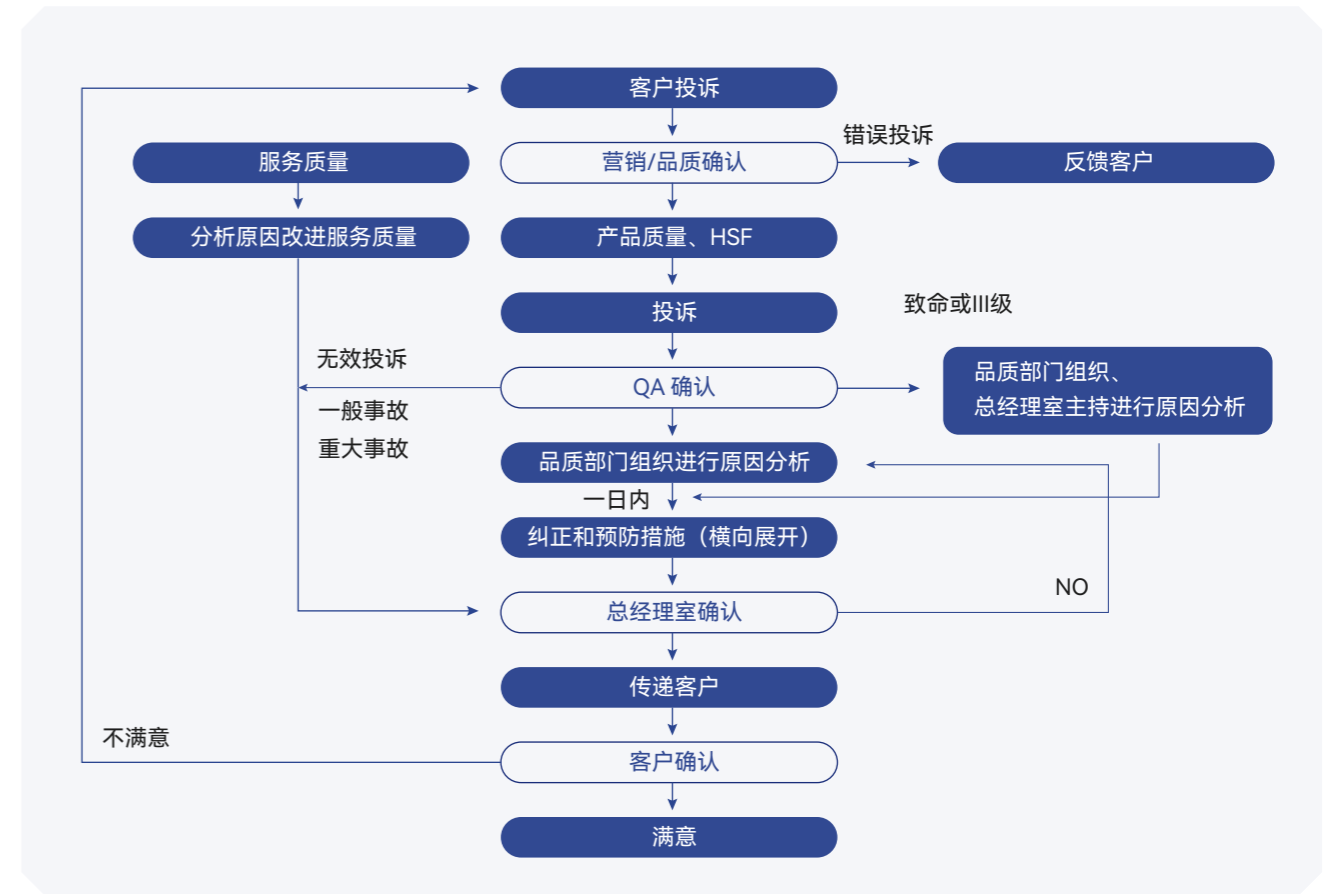 客户投诉
错误投诉
服务质量
营销/品质确认
反馈客户
分析原因改进服务质量
产品质量、HSF
投诉
致命或III级
无效投诉
QA 确认
品质部门组织、
总经理室主持进行原因分析
一般事故
重大事故
品质部门组织进行原因分析
一日内
纠正和预防措施（横向展开）
NO
总经理室确认
传递客户
不满意
客户确认
满意